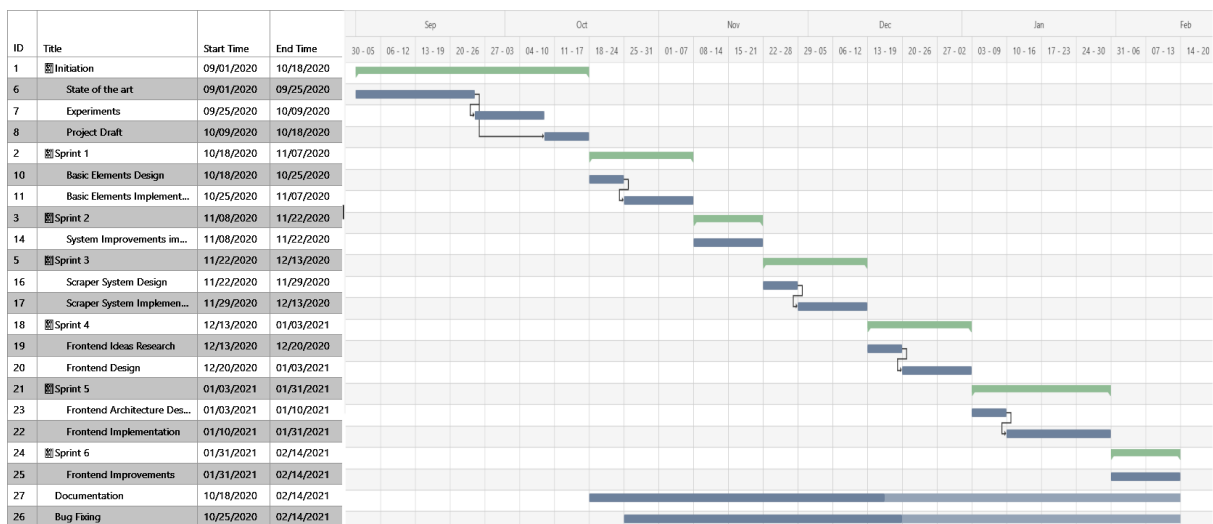 Sep Oct Nov Dec Jan Feb
ID Title Start Time End Time 30 - 05 06 - 12 13 - 19 20 - 26 27 - 03 04 - 10 11 - 17 18 - 24 25 - 31 01 - 07 08 - 14 15 - 21 22 - 28 29 - 05 06 - 12 13 - 19 20 - 26 27 - 02 03 - 09 10 - 16 17 - 23 24 - 30 31 - 06 07 - 13 14 - 20
1 Initiation 09/01/2020 10/18/2020
6 State of the art 09/01/2020 09/25/2020
7 Experiments 09/25/2020 10/09/2020
8 Project Draft 10/09/2020 10/18/2020
2 Sprint 1 10/18/2020 11/07/2020
10 Basic Elements Design 10/18/2020 10/25/2020
11 Basic Elements Implement... 10/25/2020 11/07/2020
3 Sprint 2 11/08/2020 11/22/2020
14 System Improvements im... 11/08/2020 11/22/2020
5 Sprint 3 11/22/2020 12/13/2020
16 Scraper System Design 11/22/2020 11/29/2020
17 Scraper System Implemen... 11/29/2020 12/13/2020
18 Sprint 4 12/13/2020 01/03/2021
19 Frontend Ideas Research 12/13/2020 12/20/2020
20 Frontend Design 12/20/2020 01/03/2021
21 Sprint 5 01/03/2021 01/31/2021
23 Frontend Architecture Des... 01/03/2021 01/10/2021
22 Frontend Implementation 01/10/2021 01/31/2021
24 Sprint 6 01/31/2021 02/14/2021
25 Frontend Improvements 01/31/2021 02/14/2021
27 Documentation 10/18/2020 02/14/2021
26 Bug Fixing 10/25/2020 02/14/2021